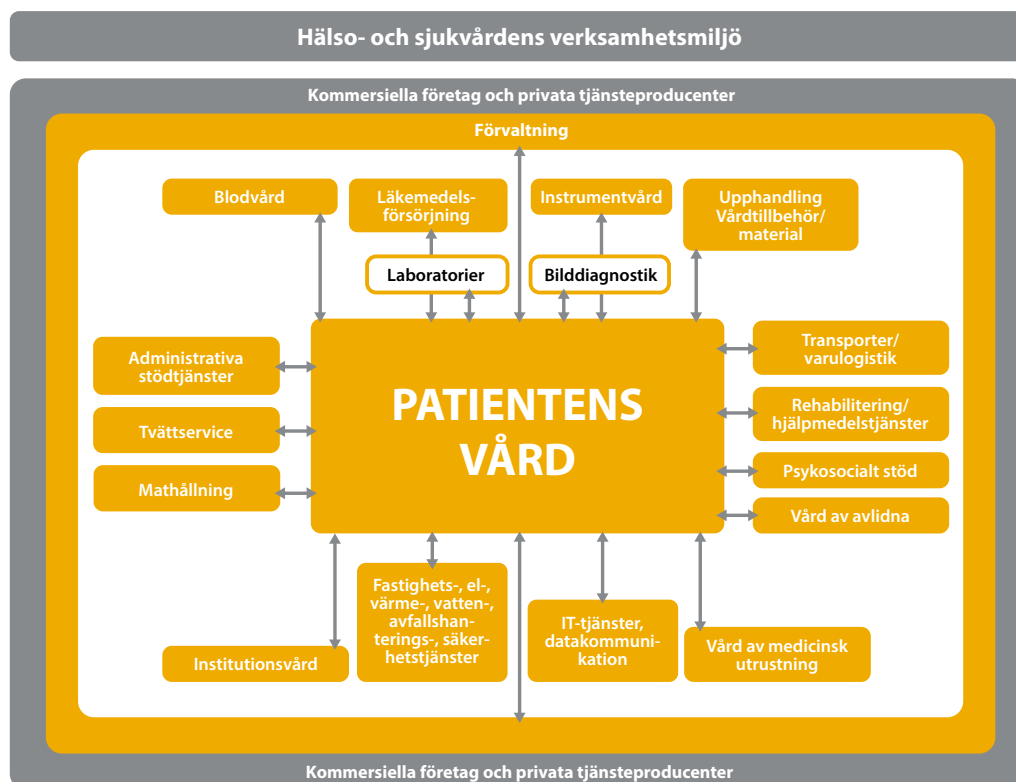 Hälso- och sjukvårdens verksamhetsmiljö
Kommersiella företag och privata tjänsteproducenter
Förvaltning
Blodvård
Läkemedels-
försörjning
Instrumentvård
Upphandling
Vårdtillbehör/
material
Laboratorier
Bilddiagnostik
Administrativa
stödtjänster
Tvättservice
Mathållning
PATIENTENS
VÅRD
Transporter/
varulogistik
Rehabilitering/
hjälpmedelstjänster
Psykosocialt stöd
Vård av avlidna
Institutionsvård
Fastighets-, el-,
värme-, vatten-,
avfallshan-
terings-, säker-
hetstjänster
IT-tjänster,
datakommuni-
kation
Vård av medicinsk
utrustning
Kommersiella företag och privata tjänsteproducenter